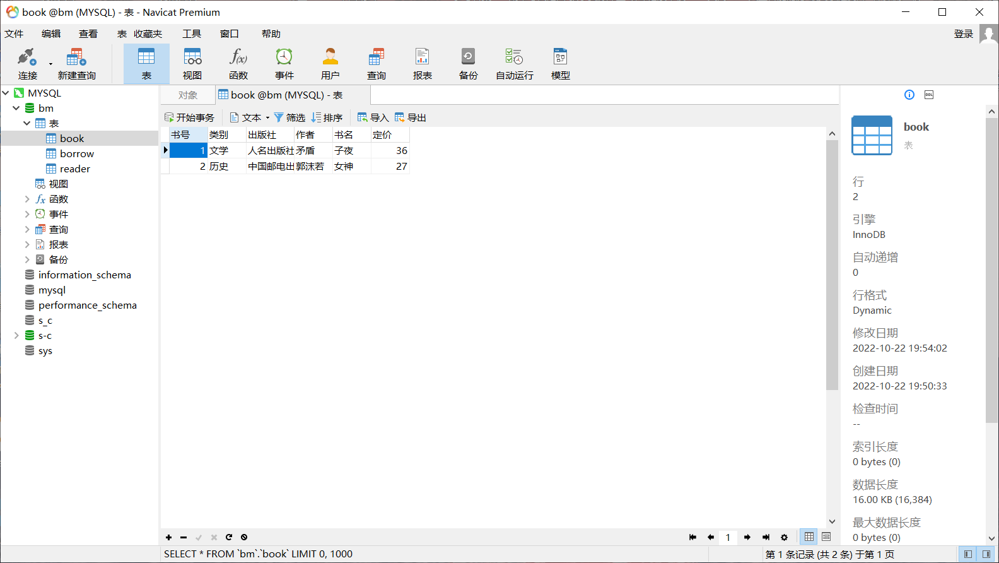 book @bm (MYSQL) - 表 - Navicat Premium
文件 编辑 查看 表 收藏夹 工具 窗口 帮助 登录
连接 新建查询 表 视图 函数 事件 用户 查询 报表 备份 自动运行 模型
MYSQL
bm
表
book
borrow
reader
视图
函数
事件
查询
报表
备份
information_schema
mysql
performance_schema
s_c
s-c
sys
对象 book @bm (MYSQL) - 表
开始事务 文本 筛选 排序 导入 导出
书号 类别 出版社 作者 书名 定价
1 文学 人名出版社 矛盾 子夜 36
2 历史 中国邮电出 郭沫若 女神 27
DDL
book
表
行
2
引擎
InnoDB
自动递增
0
行格式
Dynamic
修改日期
2022-10-22 19:54:02
创建日期
2022-10-22 19:50:33
检查时间
--
索引长度
0 bytes (0)
数据长度
16.00 KB (16,384)
最大数据长度
0 bytes (0)
1
SELECT * FROM `bm`.`book` LIMIT 0, 1000
第 1 条记录 (共 2 条) 于第 1 页